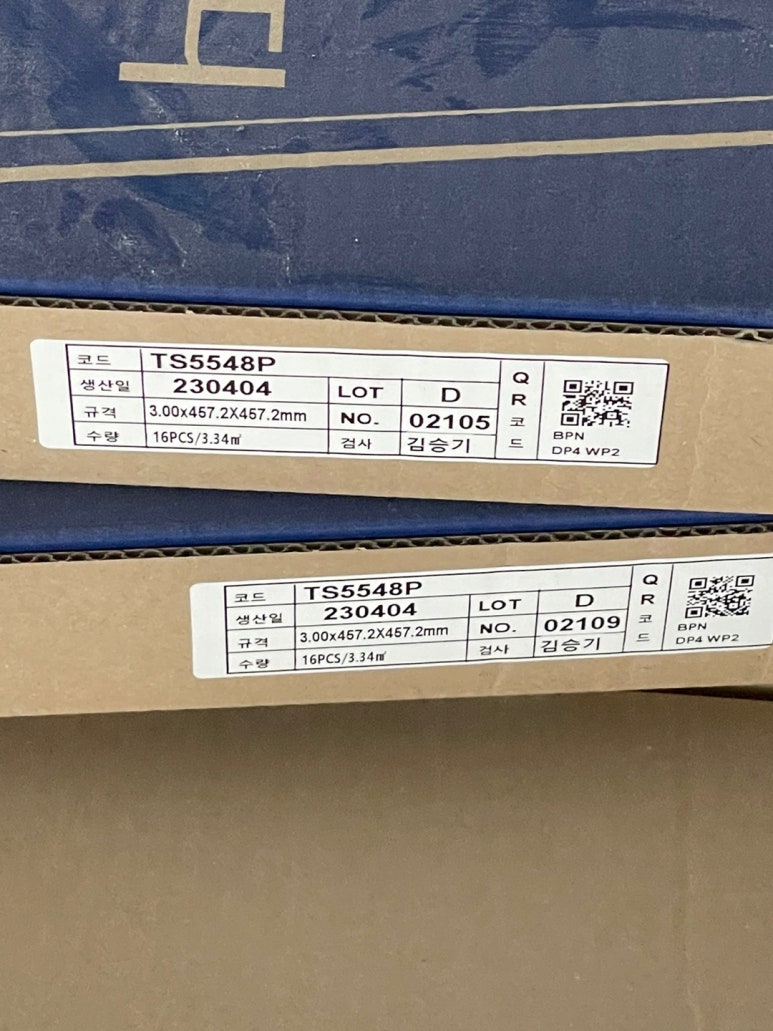 코드 TS5548P
생산일 230404 LOT D
규격 3.00x457.2X457.2mm NO. 02105
수량 16PCS/3.34㎡ 검사 김승기
QR코드
BPN
DP4 WP2
코드 TS5548P
생산일 230404 LOT D
규격 3.00x457.2X457.2mm NO. 02109
수량 16PCS/3.34㎡ 검사 김승기
QR코드
BPN
DP4 WP2